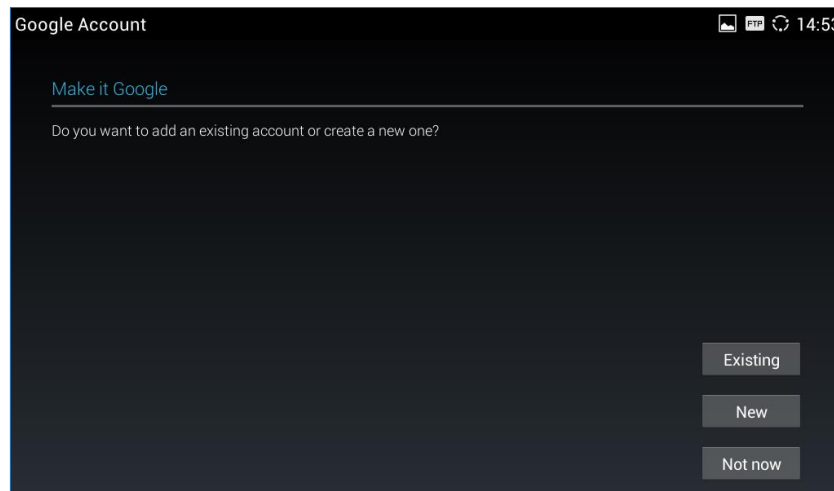 Google Account FTP 14:53
Make it Google
Do you want to add an existing account or create a new one?
Existing
New
Not now